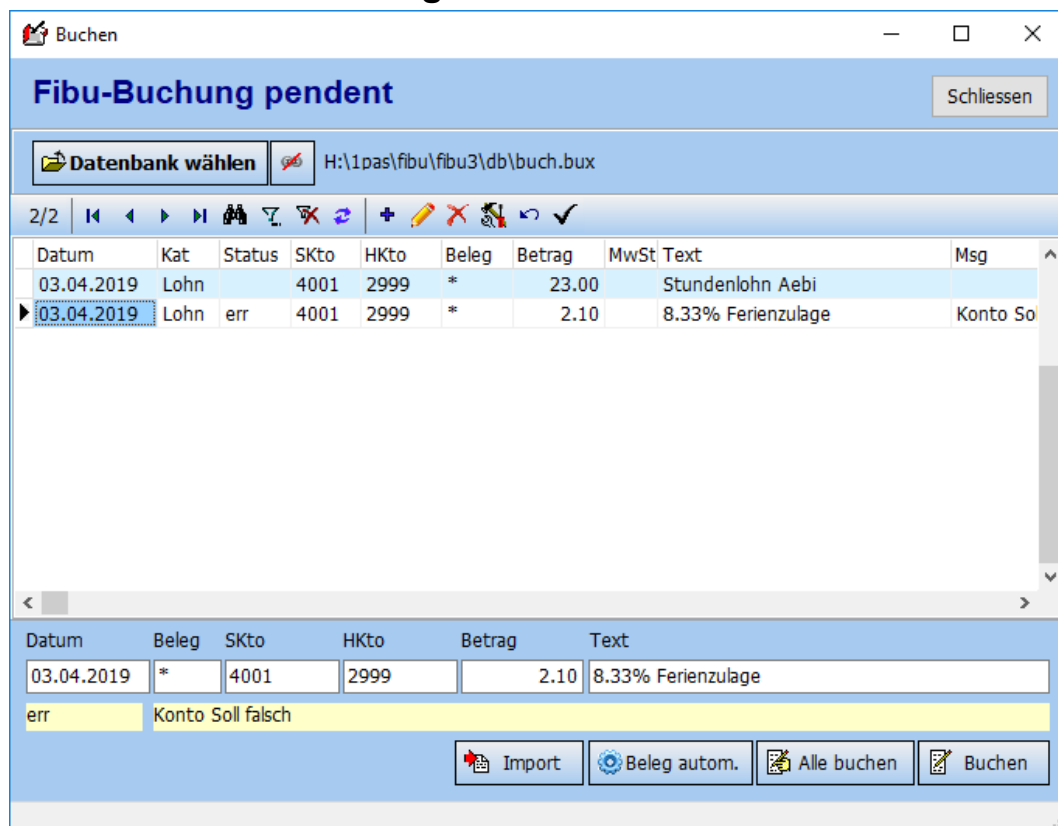 Buchen
Fibu-Buchung pendent
Schliessen
Datenbank wählen H:\1pas\fibu\fibu3\db\buch.bux
2/2
Datum Kat Status SKto HKto Beleg Betrag MwSt Text Msg
03.04.2019 Lohn 4001 2999 * 23.00 Stundenlohn Aebi
03.04.2019 Lohn err 4001 2999 * 2.10 8.33% Ferienzulage Konto So
Datum Beleg SKto HKto Betrag Text
03.04.2019 * 4001 2999 2.10 8.33% Ferienzulage
err Konto Soll falsch
Import Beleg autom. Alle buchen Buchen